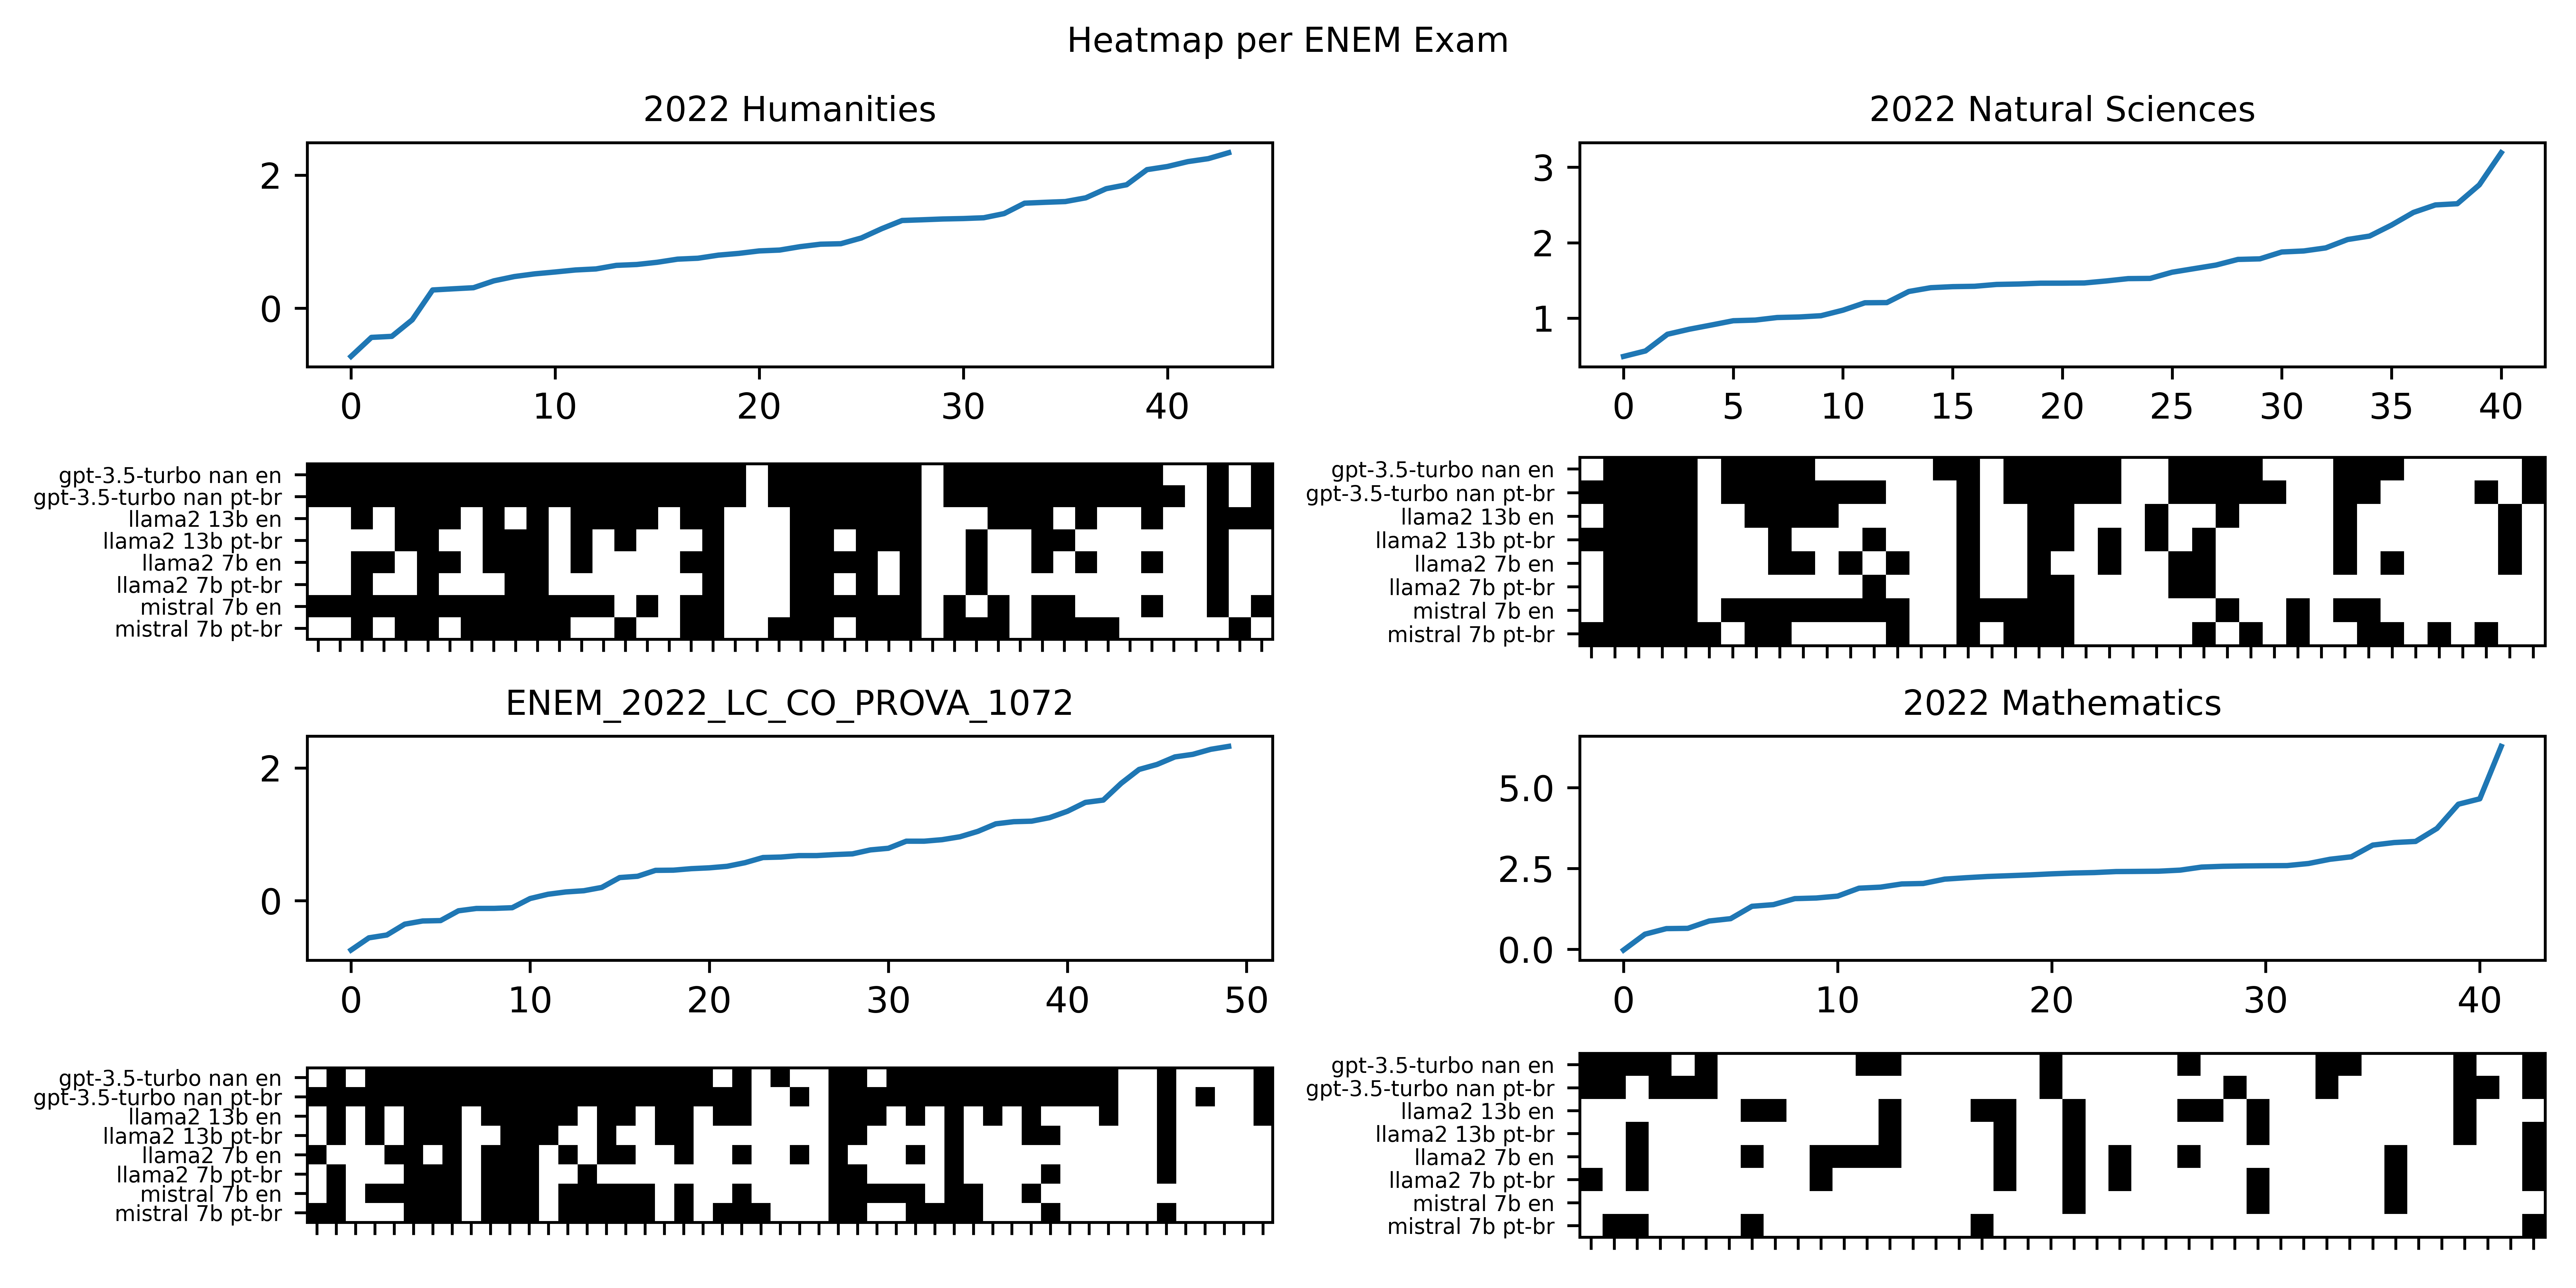 Heatmap per ENEM Exam
2022 Humanities
2
0
0 10 20 30 40
gpt-3.5-turbo nan en
gpt-3.5-turbo nan pt-br
llama2 13b en
llama2 13b pt-br
llama2 7b en
llama2 7b pt-br
mistral 7b en
mistral 7b pt-br
2022 Natural Sciences
3
2
1
0 5 10 15 20 25 30 35 40
gpt-3.5-turbo nan en
gpt-3.5-turbo nan pt-br
llama2 13b en
llama2 13b pt-br
llama2 7b en
llama2 7b pt-br
mistral 7b en
mistral 7b pt-br
ENEM_2022_LC_CO_PROVA_1072
2
0
0 10 20 30 40 50
gpt-3.5-turbo nan en
gpt-3.5-turbo nan pt-br
llama2 13b en
llama2 13b pt-br
llama2 7b en
llama2 7b pt-br
mistral 7b en
mistral 7b pt-br
2022 Mathematics
5.0
2.5
0.0
0 10 20 30 40
gpt-3.5-turbo nan en
gpt-3.5-turbo nan pt-br
llama2 13b en
llama2 13b pt-br
llama2 7b en
llama2 7b pt-br
mistral 7b en
mistral 7b pt-br